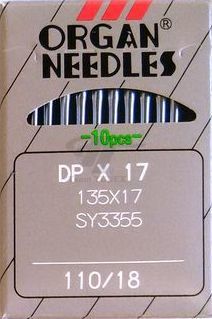 ORGAN®
NEEDLES
-10pcs-
DP X 17
135X17
SY3355
110/18